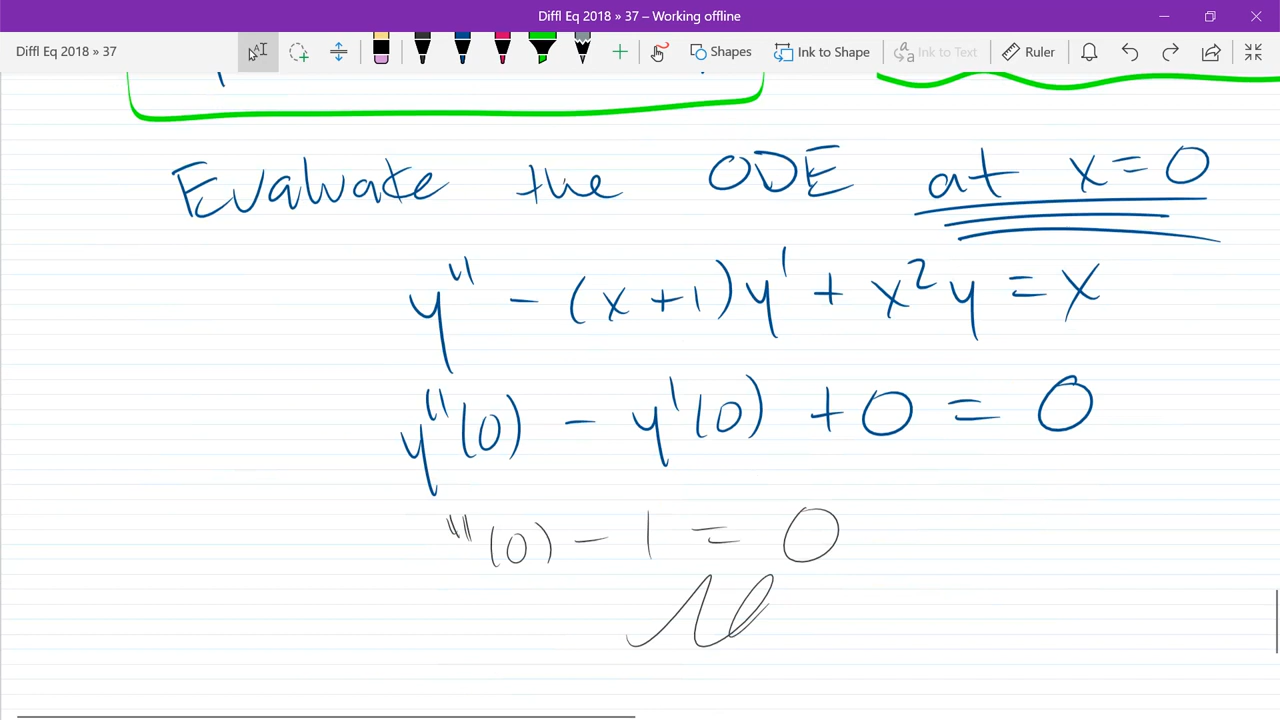 Diffl Eq 2018 » 37 – Working offline
Diffl Eq 2018 » 37
Shapes
Ink to Shape
Ink to Text
Ruler
Evaluate the ODE at x=0
y'' - (x+1)y' + x²y = x
y''(0) - y'(0) + 0 = 0
''(0) - 1 = 0